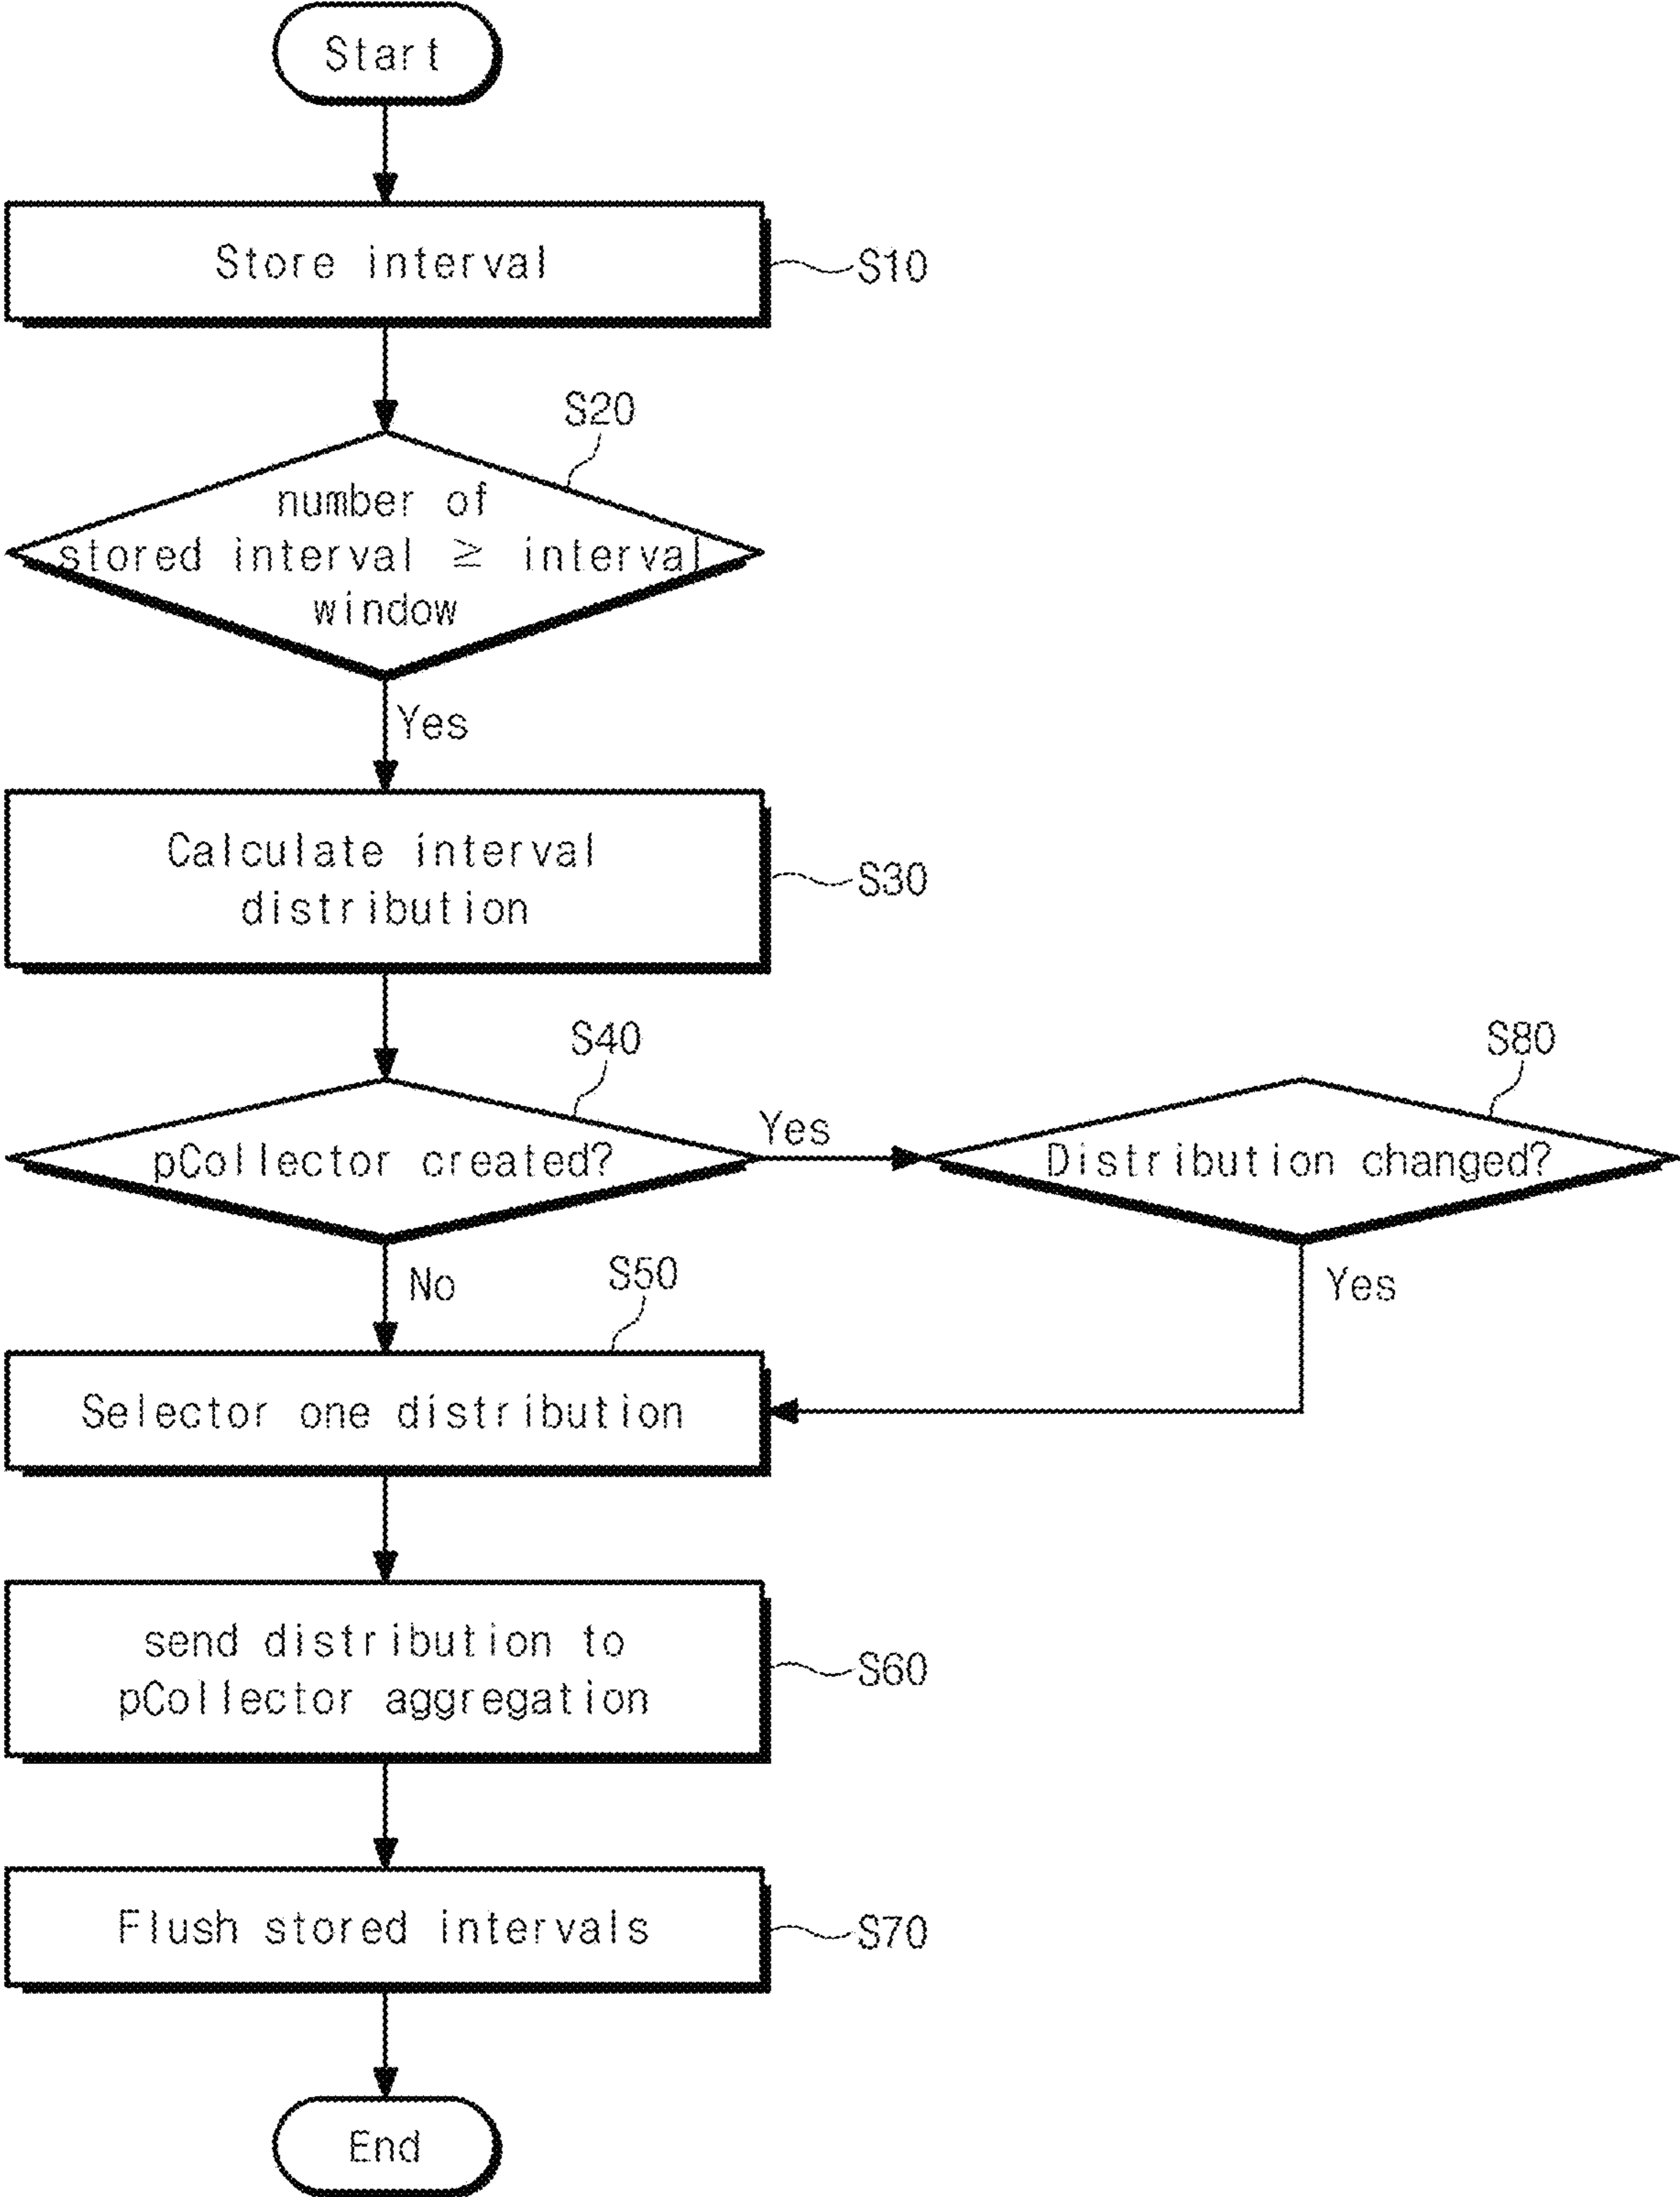 Start
Store interval
S10
S20
number of
stored interval ≥ interval
window
Yes
Calculate interval
distribution
S30
S40
S80
pCollector created?
Yes
Distribution changed?
No
S50
Yes
Selector one distribution
send distribution to
pCollector aggregation
S60
Flush stored intervals
S70
End